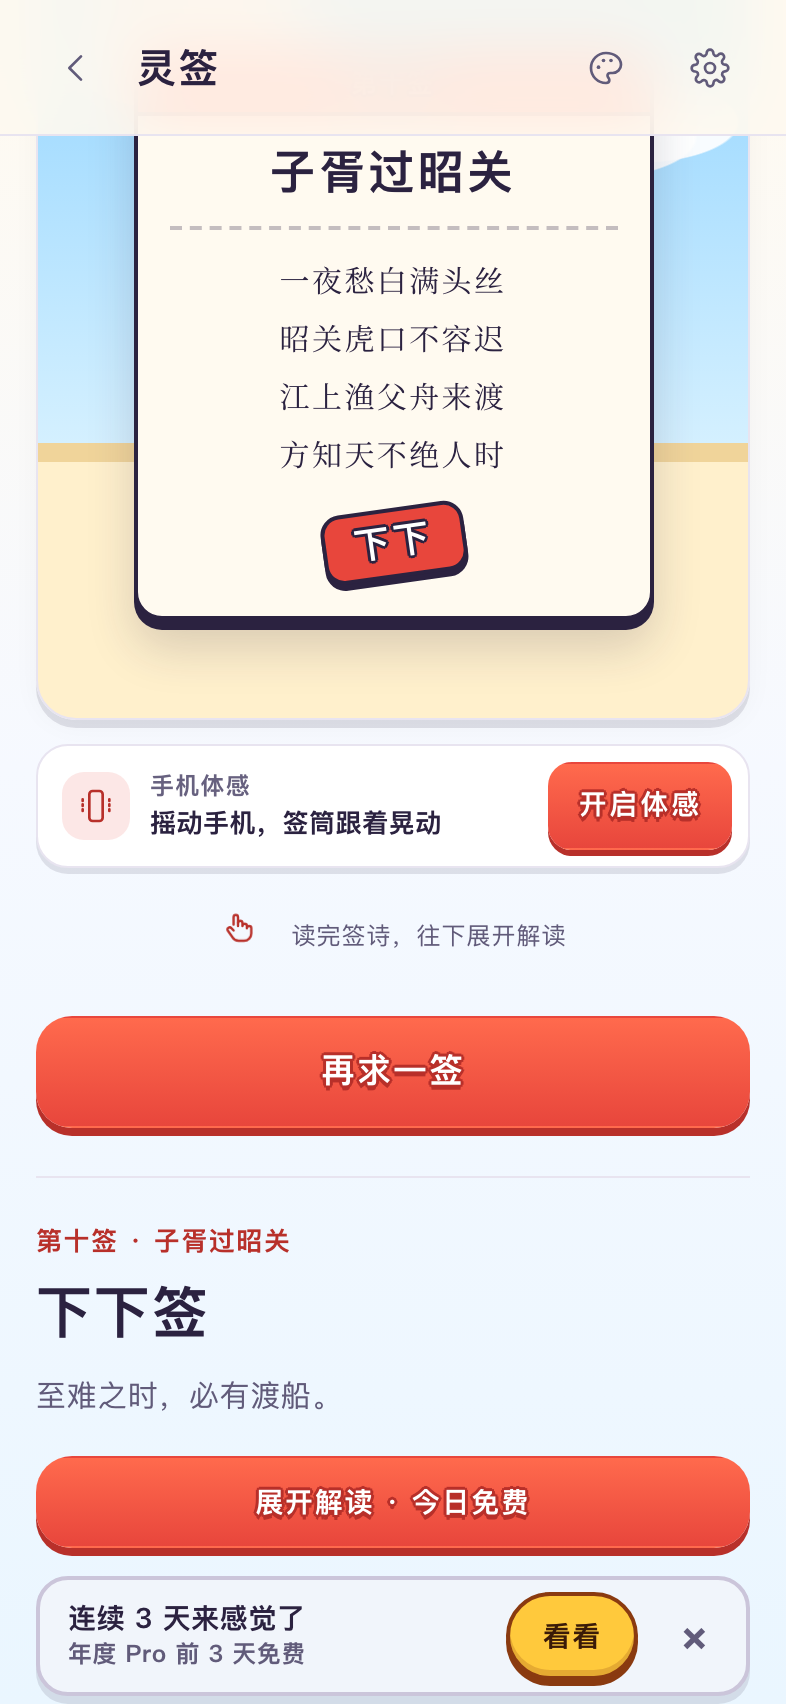 灵签
子胥过昭关
一夜愁白满头丝
昭关虎口不容迟
江上渔父舟来渡
方知天不绝人时
下下
手机体感
摇动手机，签筒跟着晃动
开启体感
读完签诗，往下展开解读
再求一签
第十签 · 子胥过昭关
下下签
至难之时，必有渡船。
展开解读 · 今日免费
连续 3 天来感觉了
年度 Pro 前 3 天免费
看看